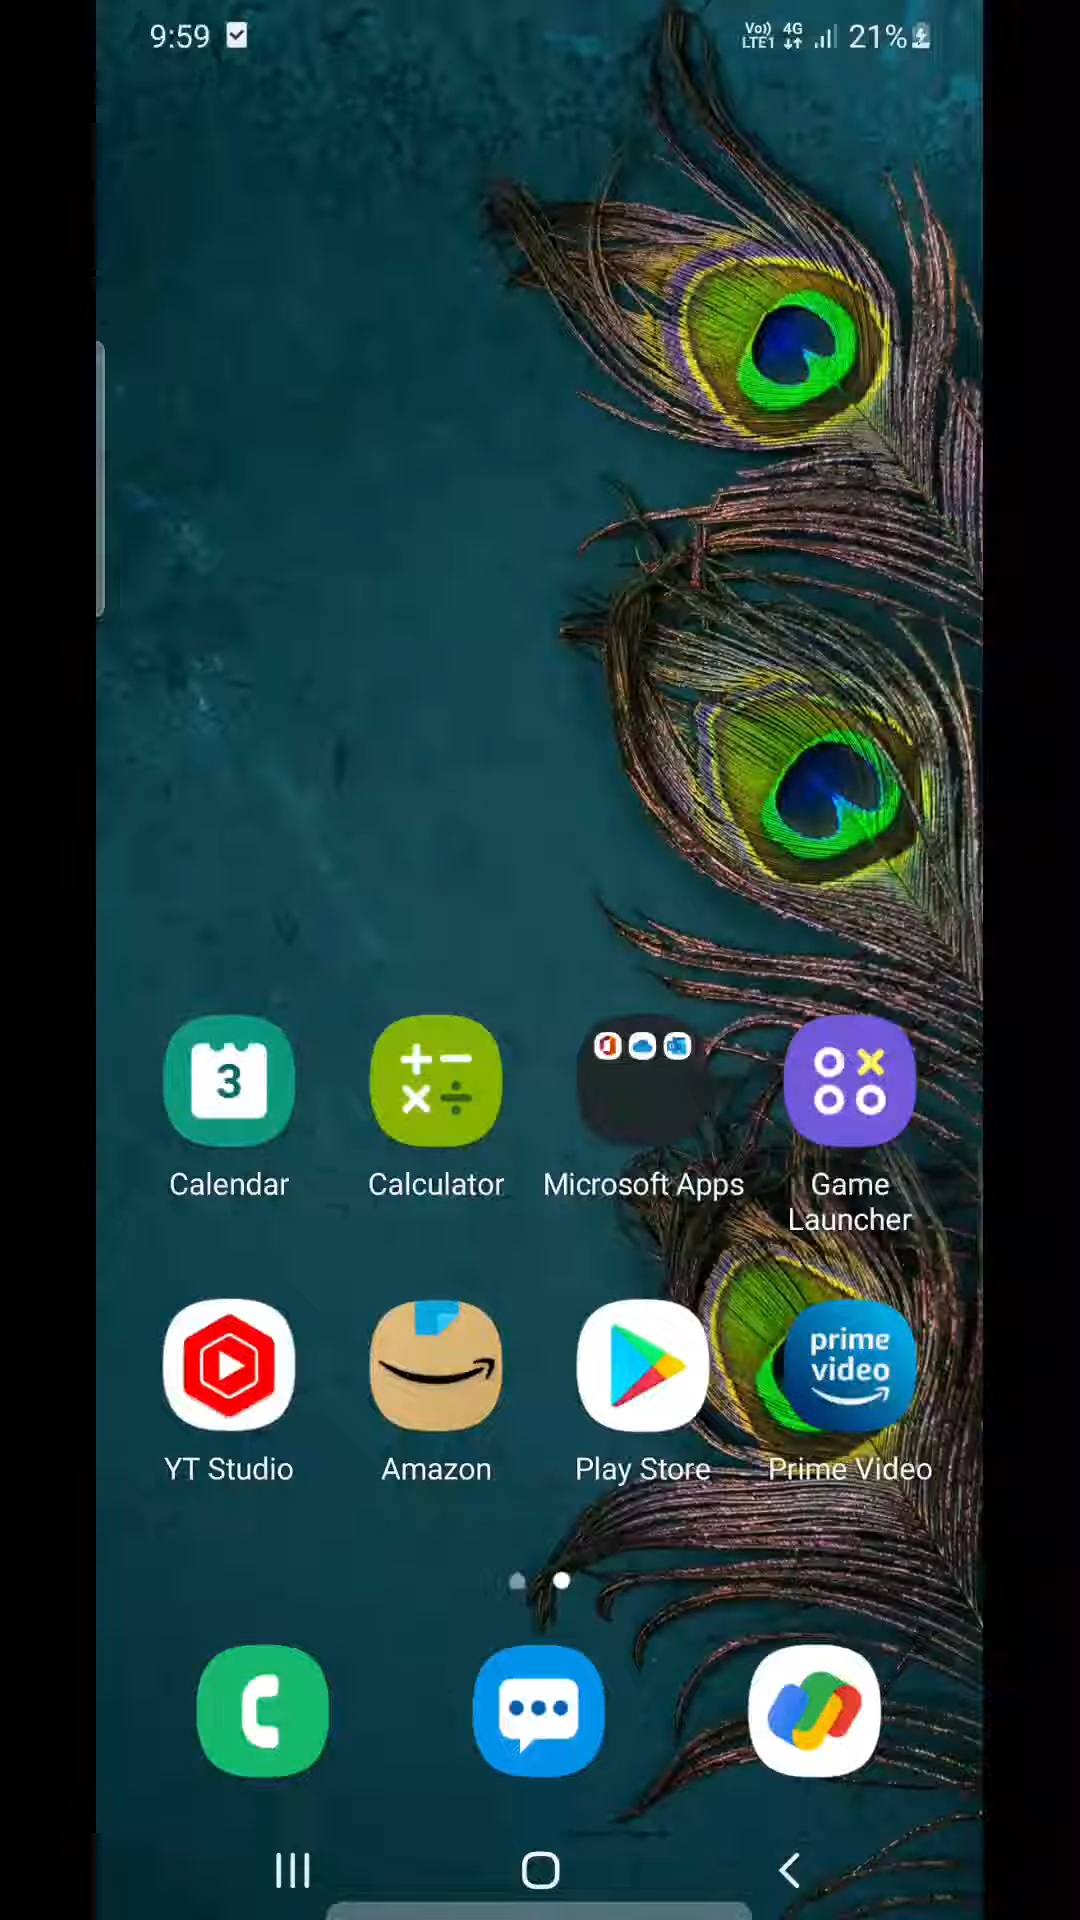 9:59
Vo)) 4G
LTE1
21%
3
Calendar
Calculator
Microsoft Apps
Game
Launcher
prime
video
YT Studio
Amazon
Play Store
Prime Video